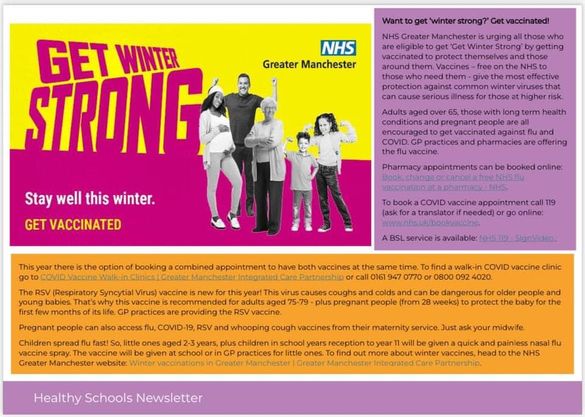 GET WINTER
STRONG
NHS
Greater Manchester
Stay well this winter.
GET VACCINATED
Want to get 'winter strong?' Get vaccinated!
NHS Greater Manchester is urging all those who
are eligible to get 'Get Winter Strong' by getting
vaccinated to protect themselves and those
around them. Vaccines – free on the NHS to
those who need them - give the most effective
protection against common winter viruses that
can cause serious illness for those at higher risk.
Adults aged over 65, those with long term health
conditions and pregnant people are all
encouraged to get vaccinated against flu and
COVID. GP practices and pharmacies are offering
the flu vaccine.
Pharmacy appointments can be booked online:
Book, change or cancel a free NHS flu
vaccination at a pharmacy - NHS.
To book a COVID vaccine appointment call 119
(ask for a translator if needed) or go online:
www.nhs.uk/bookvaccine.
A BSL service is available: NHS 119 - SignVideo.
This year there is the option of booking a combined appointment to have both vaccines at the same time. To find a walk-in COVID vaccine clinic
go to COVID Vaccine Walk-in Clinics | Greater Manchester Integrated Care Partnership or call 0161 947 0770 or 0800 092 4020.
The RSV (Respiratory Syncytial Virus) vaccine is new for this year! This virus causes coughs and colds and can be dangerous for older people and
young babies. That's why this vaccine is recommended for adults aged 75-79 - plus pregnant people (from 28 weeks) to protect the baby for the
first few months of its life. GP practices are providing the RSV vaccine.
Pregnant people can also access flu, COVID-19, RSV and whooping cough vaccines from their maternity service. Just ask your midwife.
Children spread flu fast! So, little ones aged 2-3 years, plus children in school years reception to year 11 will be given a quick and painless nasal flu
vaccine spray. The vaccine will be given at school or in GP practices for little ones. To find out more about winter vaccines, head to the NHS
Greater Manchester website: Winter vaccinations in Greater Manchester | Greater Manchester Integrated Care Partnership.
Healthy Schools Newsletter